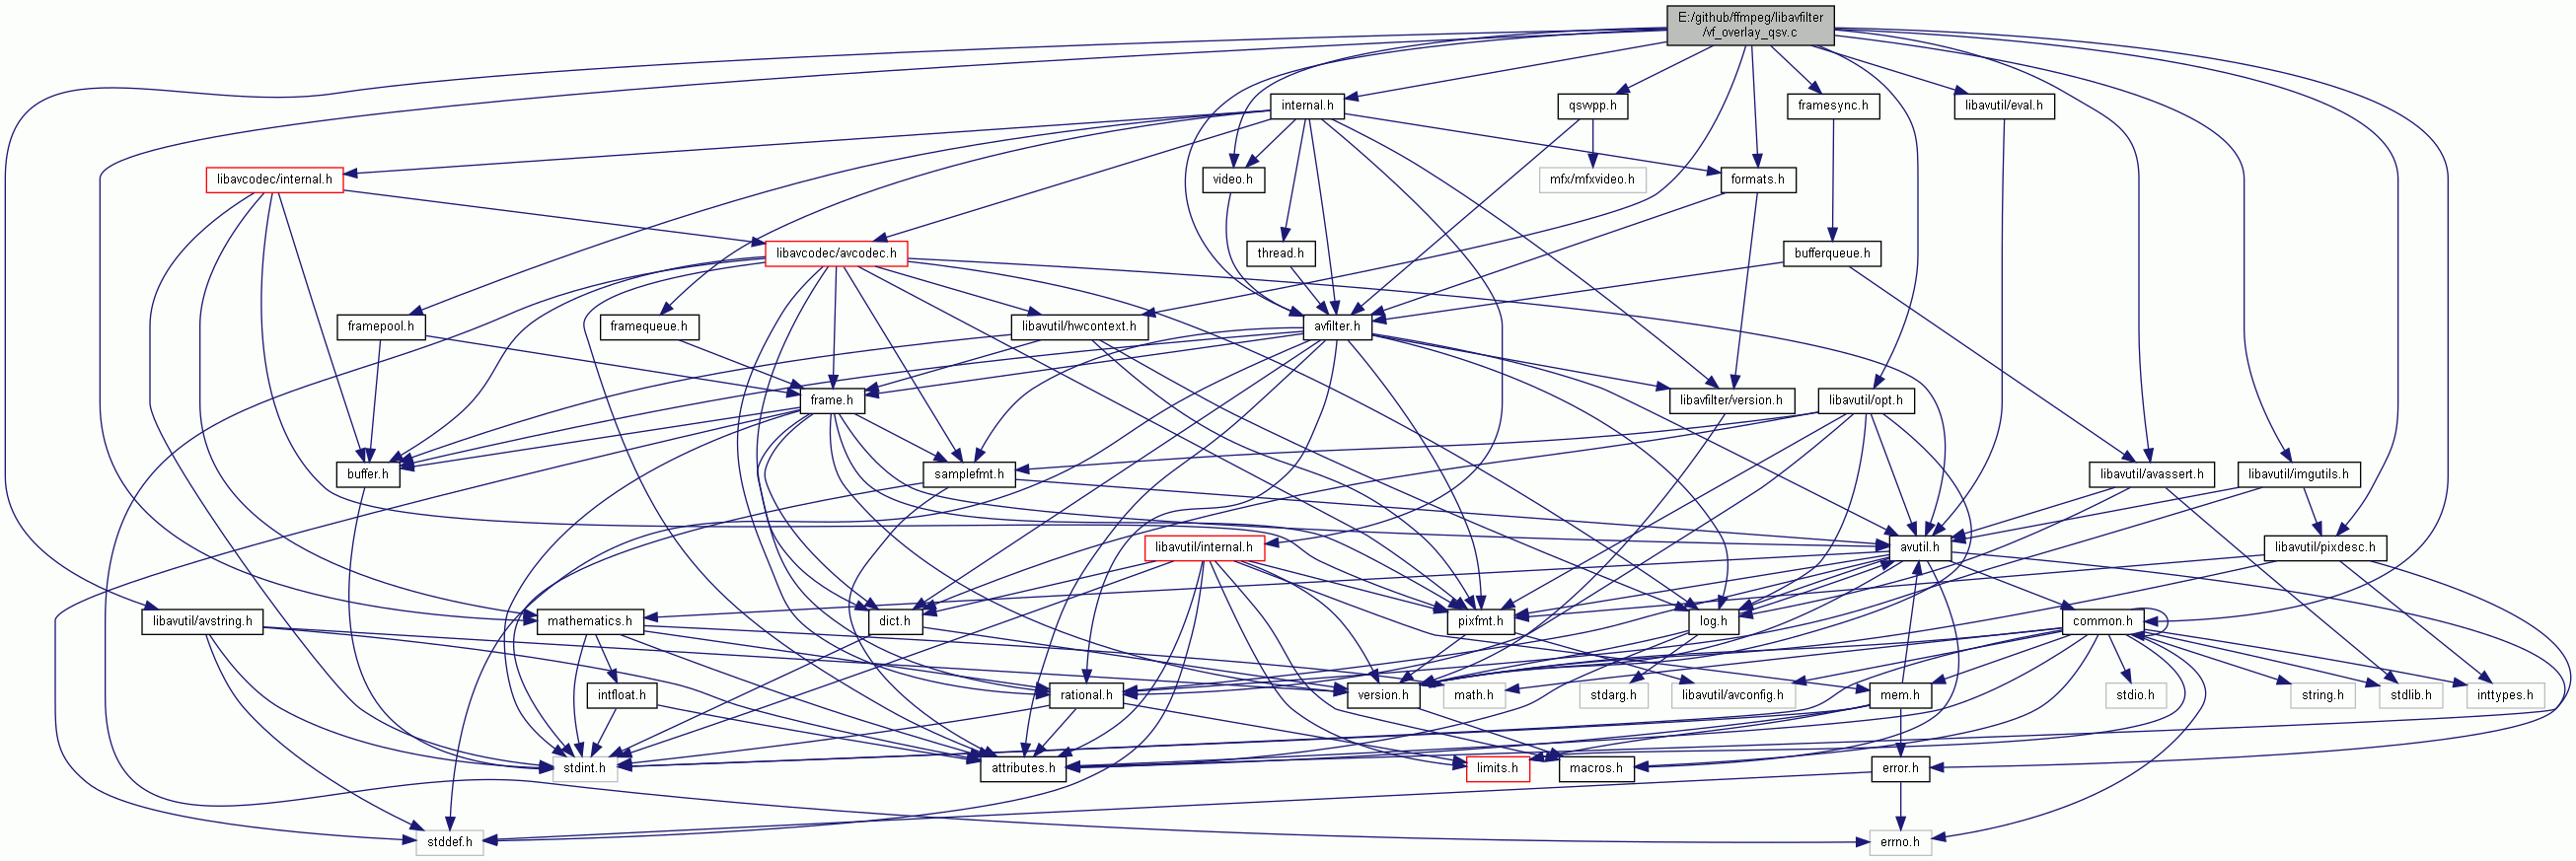 E:/github/ffmpeg/libavfilter
/vf_overlay_qsv.c
internal.h
qsvvpp.h
framesync.h
libavutil/eval.h
libavcodec/internal.h
video.h
mfx/mfxvideo.h
formats.h
libavcodec/avcodec.h
thread.h
bufferqueue.h
framepool.h
framequeue.h
libavutil/hwcontext.h
avfilter.h
frame.h
libavfilter/version.h
libavutil/opt.h
buffer.h
samplefmt.h
libavutil/avassert.h
libavutil/imgutils.h
libavutil/internal.h
avutil.h
libavutil/pixdesc.h
libavutil/avstring.h
mathematics.h
dict.h
pixfmt.h
log.h
common.h
intfloat.h
rational.h
version.h
math.h
stdarg.h
libavutil/avconfig.h
mem.h
stdio.h
string.h
stdlib.h
inttypes.h
stdint.h
attributes.h
limits.h
macros.h
error.h
stddef.h
errno.h